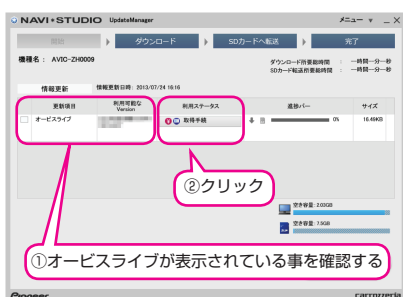 NAVI*STUDIO UpdateManager メニュー
開始 ダウンロード SDカードへ転送 完了
機種名： AVIC-ZH0009
ダウンロード所要総時間 ： --時間--分--秒
SDカード転送所要総時間 ： --時間--分--秒
情報更新 情報更新日時：2013/07/24 16:16
更新項目 利用可能な Version 利用ステータス 進捗バー サイズ
オービスライブ 取得手続 0% 16.49KB
②クリック
空き容量：2.03GB
空き容量：7.5GB
①オービスライブが表示されている事を確認する
Pioneer carrozzeria